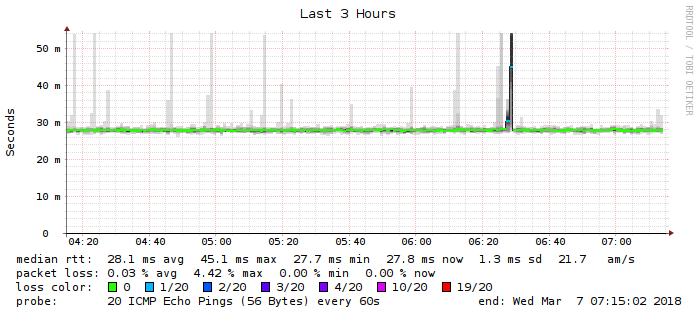 Last 3 Hours
RRDTOOL / TOBI OETIKER
Seconds
50 m
40 m
30 m
20 m
10 m
0
04:20 04:40 05:00 05:20 05:40 06:00 06:20 06:40 07:00
median rtt: 28.1 ms avg 45.1 ms max 27.7 ms min 27.8 ms now 1.3 ms sd 21.7 am/s
packet loss: 0.03 % avg 4.42 % max 0.00 % min 0.00 % now
loss color: 0 1/20 2/20 3/20 4/20 10/20 19/20
probe: 20 ICMP Echo Pings (56 Bytes) every 60s end: Wed Mar 7 07:15:02 2018